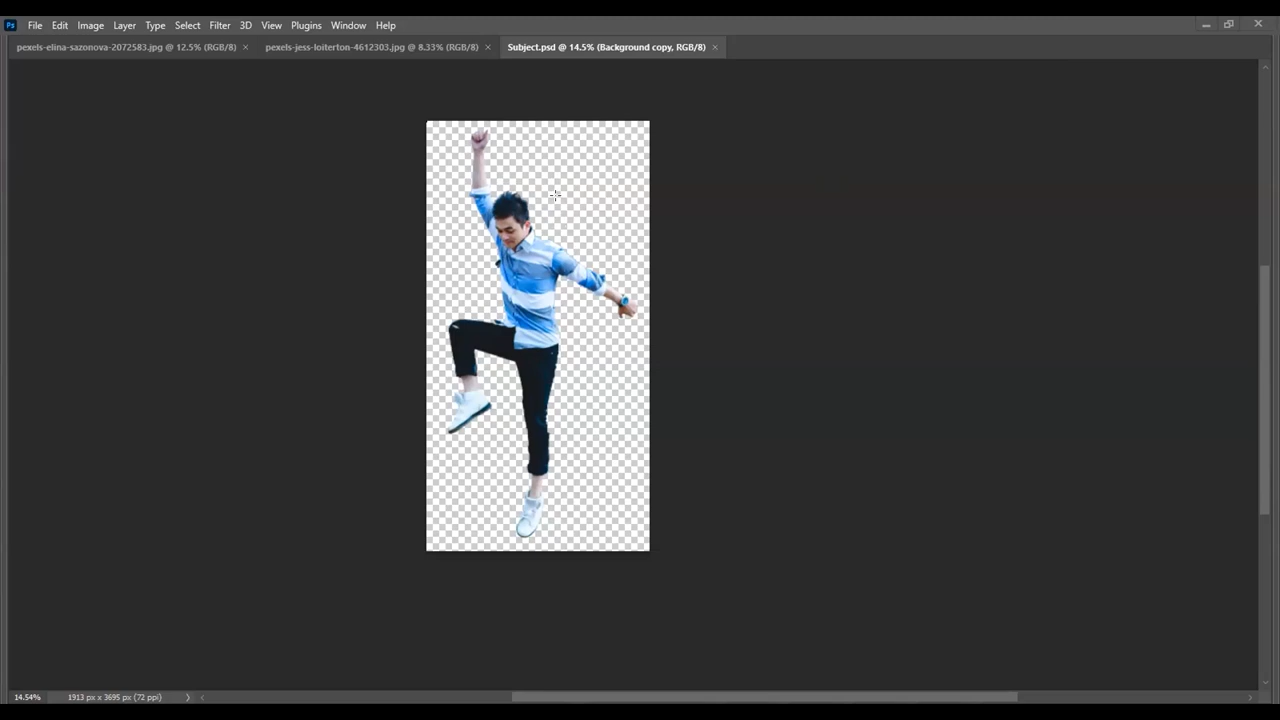 Ps File Edit Image Layer Type Select Filter 3D View Plugins Window Help
pexels-elina-sazonova-2072583.jpg @ 12.5% (RGB/8) × pexels-jess-loiterton-4612303.jpg @ 8.33% (RGB/8) × Subject.psd @ 14.5% (Background copy, RGB/8) ×
14.54% 1913 px x 3695 px (72 ppi)